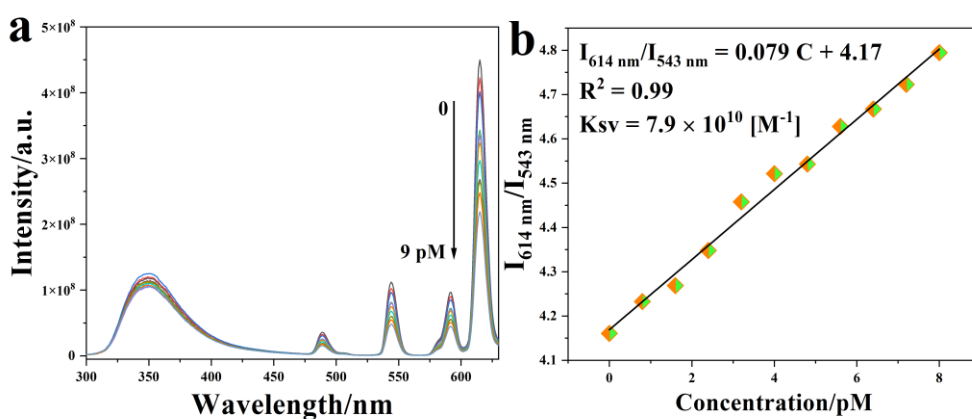 a
5×10⁸
4×10⁸
3×10⁸
2×10⁸
1×10⁸
0
Intensity/a.u.
0
9 pM
300 350 400 450 500 550 600
Wavelength/nm
b
I₆₁₄ ₙₘ/I₅₄₃ ₙₘ = 0.079 C + 4.17
R² = 0.99
Ksv = 7.9 × 10¹⁰ [M⁻¹]
4.8
4.7
4.6
4.5
4.4
4.3
4.2
4.1
I₆₁₄ ₙₘ/I₅₄₃ ₙₘ
0 2 4 6 8
Concentration/pM